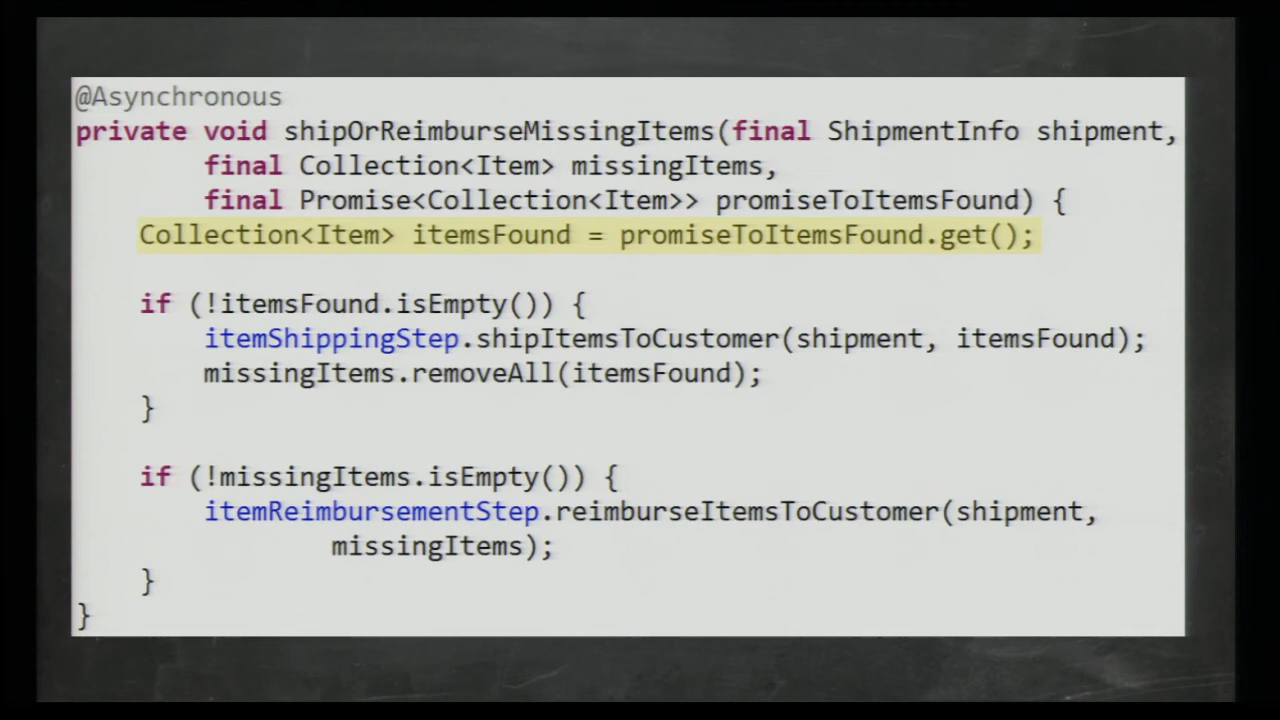 @Asynchronous
private void shipOrReimburseMissingItems(final ShipmentInfo shipment,
final Collection<Item> missingItems,
final Promise<Collection<Item>> promiseToItemsFound) {
Collection<Item> itemsFound = promiseToItemsFound.get();
if (!itemsFound.isEmpty()) {
itemShippingStep.shipItemsToCustomer(shipment, itemsFound);
missingItems.removeAll(itemsFound);
}
if (!missingItems.isEmpty()) {
itemReimbursementStep.reimburseItemsToCustomer(shipment,
missingItems);
}
}